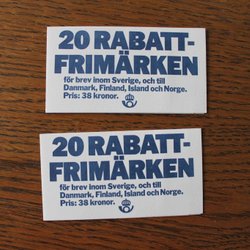 20 RABATT-
FRIMÄRKEN
för brev inom Sverige, och till
Danmark, Finland, Island och Norge.
Pris: 38 kronor.
20 RABATT-
FRIMÄRKEN
för brev inom Sverige, och till
Danmark, Finland, Island och Norge.
Pris: 38 kronor.